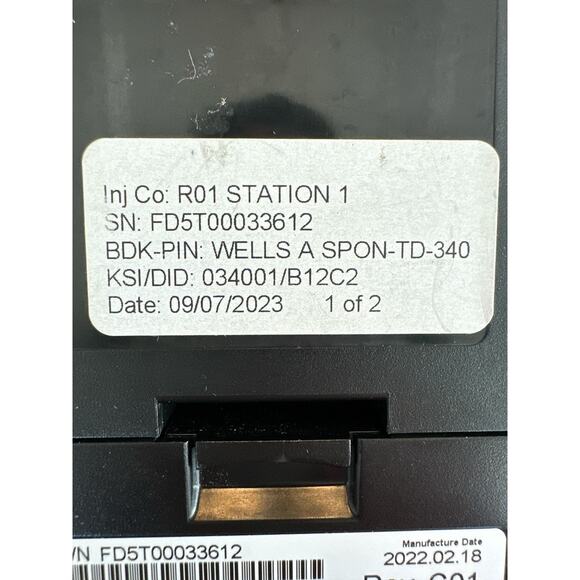 Inj Co: R01 STATION 1
SN: FD5T00033612
BDK-PIN: WELLS A SPON-TD-340
KSI/DID: 034001/B12C2
Date: 09/07/2023 1 of 2
Manufacture Date
FD5T00033612
2022.02.18